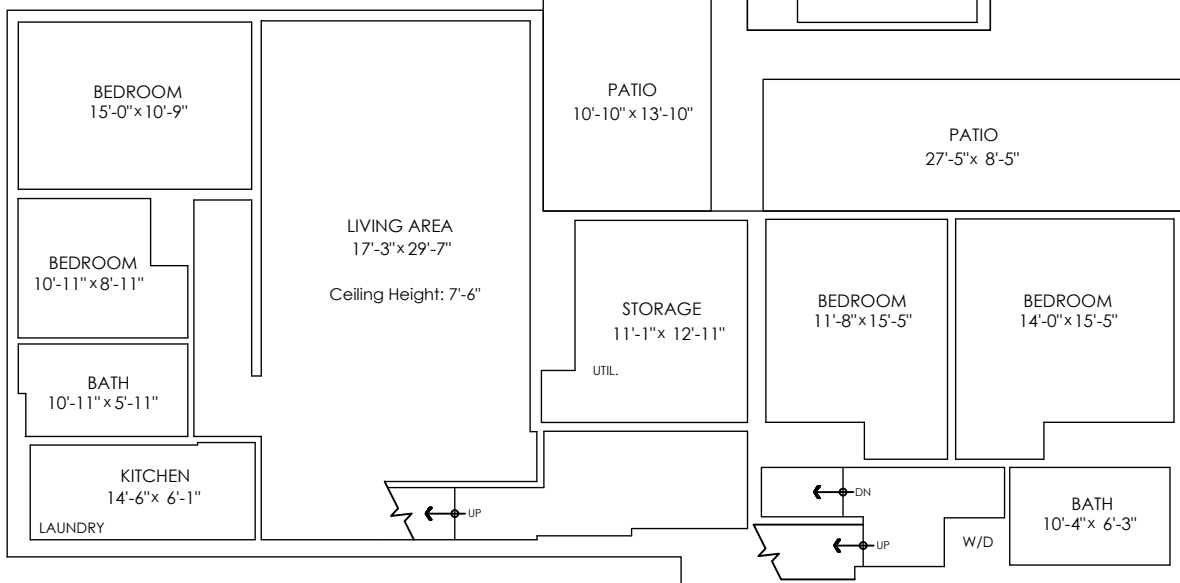 BEDROOM
15'-0" x 10'-9"
PATIO
10'-10" x 13'-10"
PATIO
27'-5" x 8'-5"
LIVING AREA
17'-3" x 29'-7"
Ceiling Height: 7'-6"
BEDROOM
10'-11" x 8'-11"
STORAGE
11'-1" x 12'-11"
UTIL.
BEDROOM
11'-8" x 15'-5"
BEDROOM
14'-0" x 15'-5"
BATH
10'-11" x 5'-11"
KITCHEN
14'-6" x 6'-1"
LAUNDRY
UP
DN
UP
W/D
BATH
10'-4" x 6'-3"